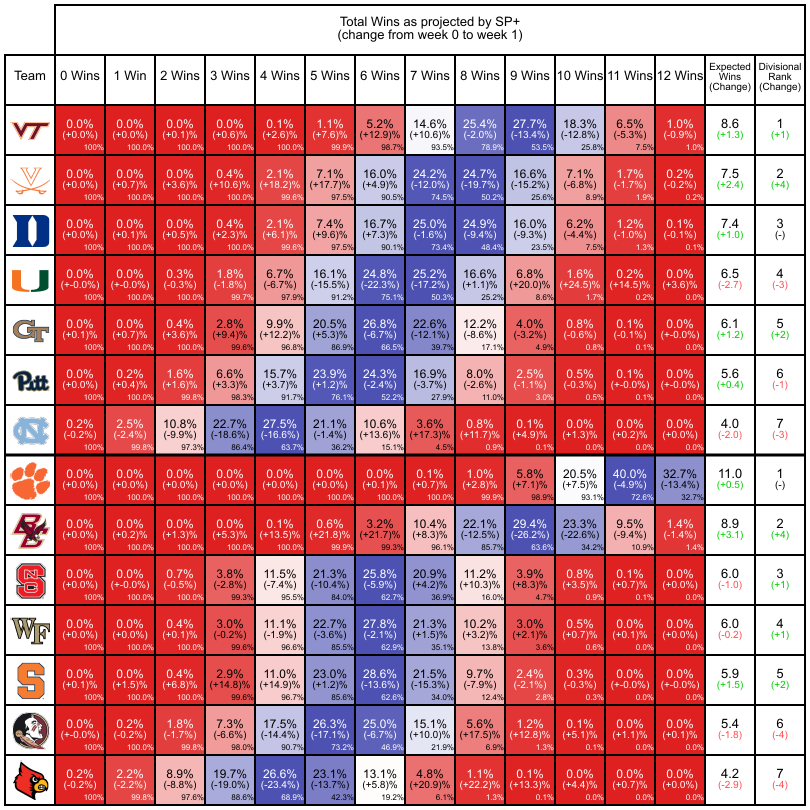 Total Wins as projected by SP+
(change from week 0 to week 1)
Team 0 Wins 1 Win 2 Wins 3 Wins 4 Wins 5 Wins 6 Wins 7 Wins 8 Wins 9 Wins 10 Wins 11 Wins 12 Wins Expected Wins (Change) Divisional Rank (Change)
VT 0.0% 0.0% 0.0% 0.0% 0.1% 1.1% 5.2% 14.6% 25.4% 27.7% 18.3% 6.5% 1.0% 8.6 1
(+0.0)% (+0.0)% (+0.1)% (+0.6)% (+2.6)% (+7.6)% (+12.9)% (+10.6)% (-2.0)% (-13.4)% (-12.8)% (-5.3)% (-0.9)% (+1.3) (+1)
100% 100.0% 100.0% 100.0% 100.0% 99.9% 98.7% 93.5% 78.9% 53.5% 25.8% 7.5% 1.0%
V 0.0% 0.0% 0.0% 0.4% 2.1% 7.1% 16.0% 24.2% 24.7% 16.6% 7.1% 1.7% 0.2% 7.5 2
(+0.0)% (+0.7)% (+3.6)% (+10.6)% (+18.2)% (+17.7)% (+4.9)% (-12.0)% (-19.7)% (-15.2)% (-6.8)% (-1.7)% (-0.2)% (+2.4) (+4)
100% 100.0% 100.0% 100.0% 99.6% 97.5% 90.5% 74.5% 50.2% 25.6% 8.9% 1.9% 0.2%
D 0.0% 0.0% 0.0% 0.4% 2.1% 7.4% 16.7% 25.0% 24.9% 16.0% 6.2% 1.2% 0.1% 7.4 3
(+0.0)% (+0.1)% (+0.5)% (+2.3)% (+6.1)% (+9.6)% (+7.3)% (-1.6)% (-9.4)% (-9.3)% (-4.4)% (-1.0)% (-0.1)% (+1.0) (-)
100% 100.0% 100.0% 100.0% 99.6% 97.5% 90.1% 73.4% 48.4% 23.5% 7.5% 1.3% 0.1%
U 0.0% 0.0% 0.3% 1.8% 6.7% 16.1% 24.8% 25.2% 16.6% 6.8% 1.6% 0.2% 0.0% 6.5 4
(+-0.0)% (+-0.0)% (-0.3)% (-1.8)% (-6.7)% (-15.5)% (-22.3)% (-17.2)% (+1.1)% (+20.0)% (+24.5)% (+14.5)% (+3.6)% (-2.7) (-3)
100% 100.0% 100.0% 99.7% 97.9% 91.2% 75.1% 50.3% 25.2% 8.6% 1.7% 0.2% 0.0%
GT 0.0% 0.0% 0.4% 2.8% 9.9% 20.5% 26.8% 22.6% 12.2% 4.0% 0.8% 0.1% 0.0% 6.1 5
(+0.1)% (+0.7)% (+3.6)% (+9.4)% (+12.2)% (+5.3)% (-6.7)% (-12.1)% (-8.6)% (-3.2)% (-0.6)% (-0.1)% (+-0.0)% (+1.2) (+2)
100% 100.0% 100.0% 99.6% 96.8% 86.9% 66.5% 39.7% 17.1% 4.9% 0.8% 0.1% 0.0%
Pitt 0.0% 0.2% 1.6% 6.6% 15.7% 23.9% 24.3% 16.9% 8.0% 2.5% 0.5% 0.1% 0.0% 5.6 6
(+0.0)% (+0.4)% (+1.6)% (+3.3)% (+3.7)% (+1.2)% (-2.4)% (-3.7)% (-2.6)% (-1.1)% (-0.3)% (+-0.0)% (+-0.0)% (+0.4) (-1)
100% 100.0% 99.8% 98.3% 91.7% 76.1% 52.2% 27.9% 11.0% 3.0% 0.5% 0.1% 0.0%
NC 0.2% 2.5% 10.8% 22.7% 27.5% 21.1% 10.6% 3.6% 0.8% 0.1% 0.0% 0.0% 0.0% 4.0 7
(-0.2)% (-2.4)% (-9.9)% (-18.6)% (-16.6)% (-1.4)% (+13.6)% (+17.3)% (+11.7)% (+4.9)% (+1.3)% (+0.2)% (+0.0)% (-2.0) (-3)
100% 99.8% 97.3% 86.4% 63.7% 36.2% 15.1% 4.5% 0.9% 0.1% 0.0% 0.0% 0.0%
0.0% 0.0% 0.0% 0.0% 0.0% 0.0% 0.0% 0.1% 1.0% 5.8% 20.5% 40.0% 32.7% 11.0 1
(+0.0)% (+0.0)% (+0.0)% (+0.0)% (+0.0)% (+0.0)% (+0.1)% (+0.7)% (+2.8)% (+7.1)% (+7.5)% (-4.9)% (-13.4)% (+0.5) (-)
100% 100.0% 100.0% 100.0% 100.0% 100.0% 100.0% 100.0% 99.9% 98.9% 93.1% 72.6% 32.7%
BC 0.0% 0.0% 0.0% 0.0% 0.1% 0.6% 3.2% 10.4% 22.1% 29.4% 23.3% 9.5% 1.4% 8.9 2
(+0.0)% (+0.2)% (+1.3)% (+5.3)% (+13.5)% (+21.8)% (+21.7)% (+8.3)% (-12.5)% (-26.2)% (-22.6)% (-9.4)% (-1.4)% (+3.1) (+4)
100% 100.0% 100.0% 100.0% 100.0% 99.9% 99.3% 96.1% 85.7% 63.6% 34.2% 10.9% 1.4%
NCS 0.0% 0.0% 0.7% 3.8% 11.5% 21.3% 25.8% 20.9% 11.2% 3.9% 0.8% 0.1% 0.0% 6.0 3
(+0.0)% (+-0.0)% (-0.5)% (-2.8)% (-7.4)% (-10.4)% (-5.9)% (+4.2)% (+10.3)% (+8.3)% (+3.5)% (+0.7)% (+0.0)% (-1.0) (+1)
100% 100.0% 100.0% 99.3% 95.5% 84.0% 62.7% 36.9% 16.0% 4.7% 0.9% 0.1% 0.0%
WF 0.0% 0.0% 0.4% 3.0% 11.1% 22.7% 27.8% 21.3% 10.2% 3.0% 0.5% 0.0% 0.0% 6.0 4
(+0.0)% (+0.0)% (+0.1)% (-0.2)% (-1.9)% (-3.6)% (-2.1)% (+1.5)% (+3.2)% (+2.1)% (+0.7)% (+0.1)% (+0.0)% (-0.2) (+1)
100% 100.0% 100.0% 99.6% 96.6% 85.5% 62.9% 35.1% 13.8% 3.6% 0.6% 0.0% 0.0%
S 0.0% 0.0% 0.4% 2.9% 11.0% 23.0% 28.6% 21.5% 9.7% 2.4% 0.3% 0.0% 0.0% 5.9 5
(+0.1)% (+1.5)% (+6.8)% (+14.8)% (+14.9)% (+1.2)% (-13.6)% (-15.3)% (-7.9)% (-2.1)% (-0.3)% (+-0.0)% (+-0.0)% (+1.5) (+2)
100% 100.0% 100.0% 99.6% 96.7% 85.6% 62.6% 34.0% 12.4% 2.8% 0.3% 0.0% 0.0%
0.0% 0.2% 1.8% 7.3% 17.5% 26.3% 25.0% 15.1% 5.6% 1.2% 0.1% 0.0% 0.0% 5.4 6
(+-0.0)% (-0.2)% (-1.7)% (-6.6)% (-14.4)% (-17.1)% (-6.9)% (+10.0)% (+17.5)% (+12.8)% (+5.1)% (+1.1)% (+0.1)% (-1.8) (-4)
100% 100.0% 99.8% 98.0% 90.7% 73.2% 46.9% 21.9% 6.9% 1.3% 0.1% 0.0% 0.0%
0.2% 2.2% 8.9% 19.7% 26.6% 23.1% 13.1% 4.8% 1.1% 0.1% 0.0% 0.0% 0.0% 4.2 7
(-0.2)% (-2.2)% (-8.8)% (-19.0)% (-23.4)% (-13.7)% (+5.8)% (+20.9)% (+22.2)% (+13.3)% (+4.4)% (+0.7)% (+0.0)% (-2.9) (-4)
100% 99.8% 97.6% 88.6% 68.9% 42.3% 19.2% 6.1% 1.3% 0.1% 0.0% 0.0% 0.0%